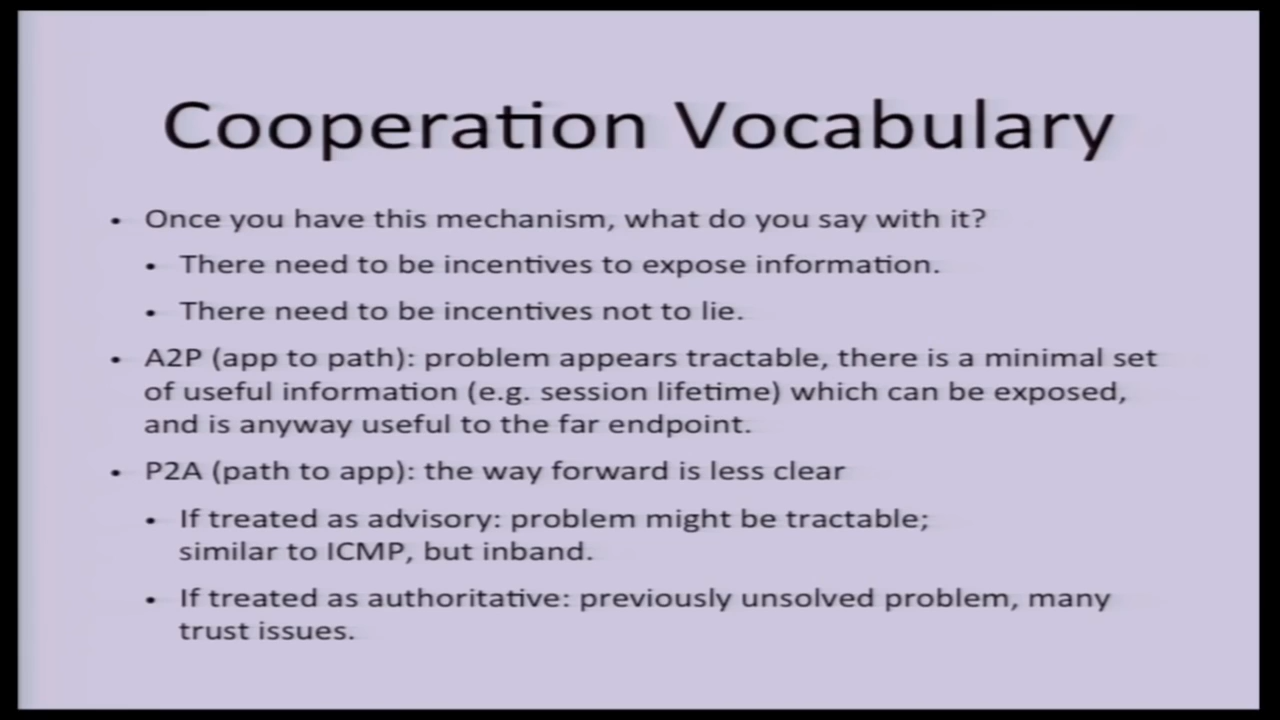 Cooperation Vocabulary
• Once you have this mechanism, what do you say with it?
• There need to be incentives to expose information.
• There need to be incentives not to lie.
• A2P (app to path): problem appears tractable, there is a minimal set
of useful information (e.g. session lifetime) which can be exposed,
and is anyway useful to the far endpoint.
• P2A (path to app): the way forward is less clear
• If treated as advisory: problem might be tractable;
similar to ICMP, but inband.
• If treated as authoritative: previously unsolved problem, many
trust issues.